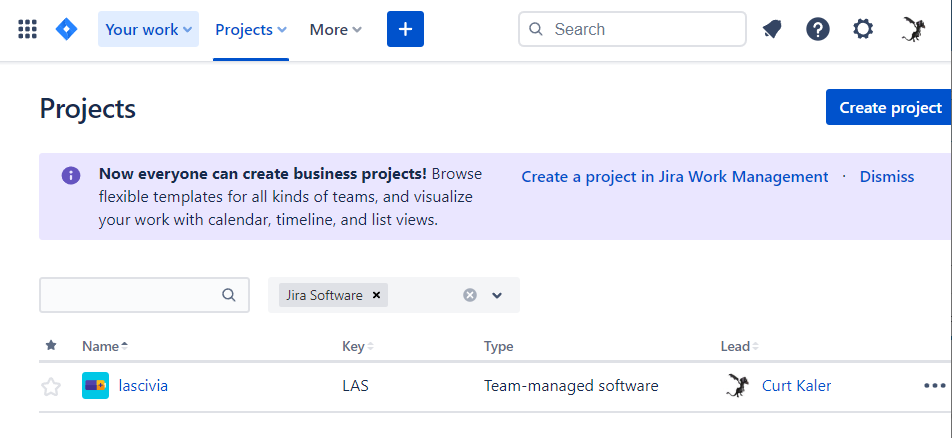 Your work Projects More + Search
Projects
Create project
Now everyone can create business projects! Browse
flexible templates for all kinds of teams, and visualize
your work with calendar, timeline, and list views.
Create a project in Jira Work Management · Dismiss
Jira Software
Name Key Type Lead
lascivia LAS Team-managed software Curt Kaler